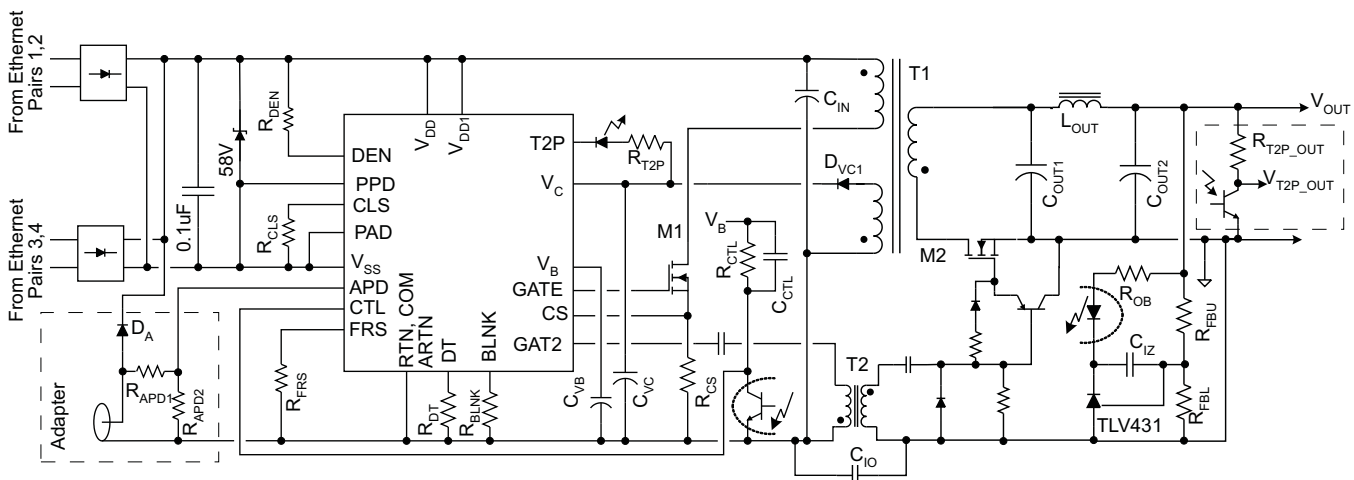 From Ethernet
Pairs 1,2
From Ethernet
Pairs 3,4
0.1uF
58V
R_DEN
R_CLS
DEN
PPD
CLS
PAD
V_SS
APD
CTL
FRS
V_DD
V_DD1
T2P
V_C
V_B
GATE
CS
GAT2
RTN, COM
ARTN
DT
BLNK
R_T2P
D_VC1
C_IN
T1
M1
V_B
R_CTL
C_CTL
M2
L_OUT
C_OUT1
C_OUT2
V_OUT
R_T2P_OUT
V_T2P_OUT
R_OB
R_FBU
C_IZ
R_FBL
TLV431
T2
C_IO
R_CS
C_VB
C_VC
R_DT
R_BLNK
R_FRS
Adapter
D_A
R_APD1
R_APD2